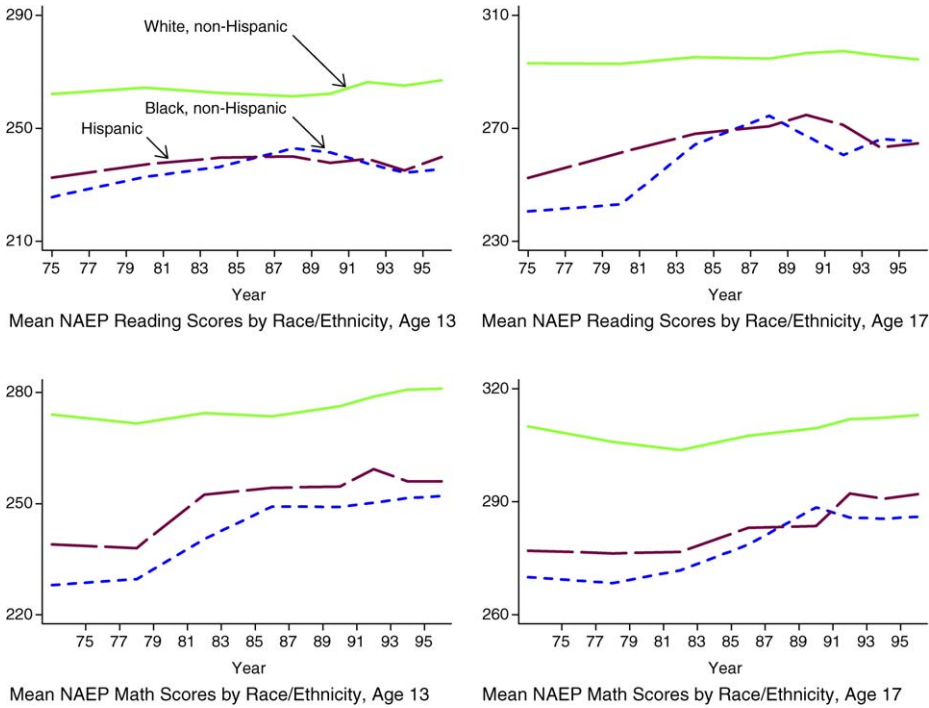 290
White, non-Hispanic
Black, non-Hispanic
Hispanic
250
210
75 77 79 81 83 85 87 89 91 93 95
Year
Mean NAEP Reading Scores by Race/Ethnicity, Age 13
310
270
230
75 77 79 81 83 85 87 89 91 93 95
Year
Mean NAEP Reading Scores by Race/Ethnicity, Age 17
280
250
220
75 77 79 81 83 85 87 89 91 93 95
Year
Mean NAEP Math Scores by Race/Ethnicity, Age 13
320
290
260
75 77 79 81 83 85 87 89 91 93 95
Year
Mean NAEP Math Scores by Race/Ethnicity, Age 17